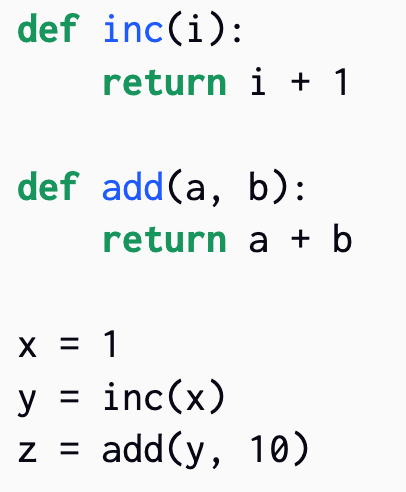 def inc(i):
    return i + 1

def add(a, b):
    return a + b

x = 1
y = inc(x)
z = add(y, 10)